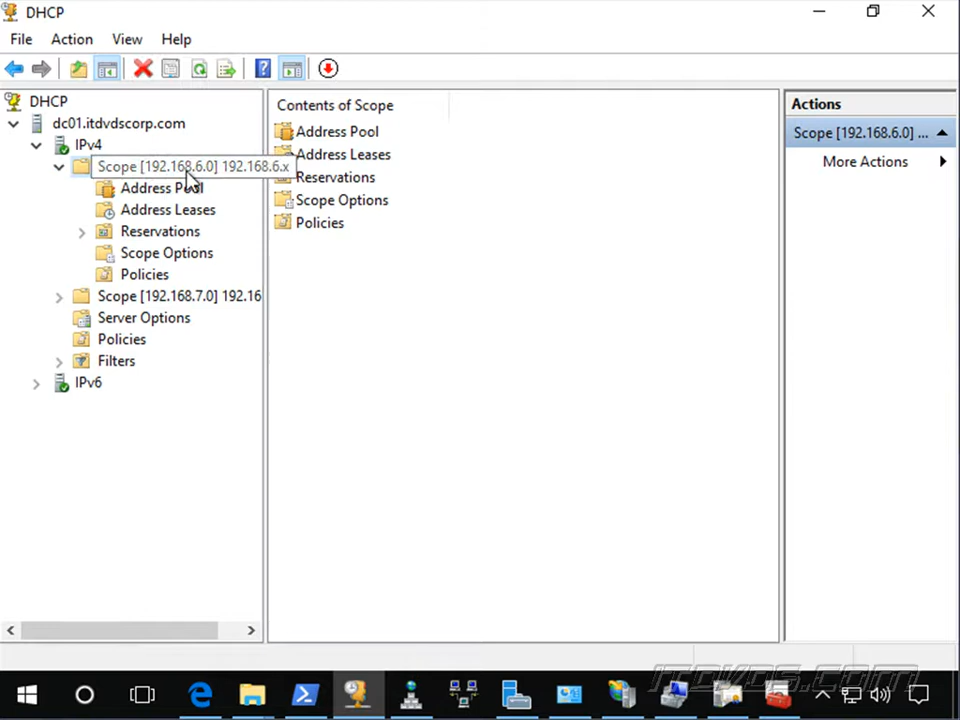 DHCP
File Action View Help
DHCP
dc01.itdvdscorp.com
IPv4
Scope [192.168.6.0] 192.168.6.x
Address Pool
Address Leases
Reservations
Scope Options
Policies
Scope [192.168.7.0] 192.16
Server Options
Policies
Filters
IPv6
Contents of Scope
Address Pool
Address Leases
Reservations
Scope Options
Policies
Actions
Scope [192.168.6.0] ...
More Actions
ITDVDS.COM